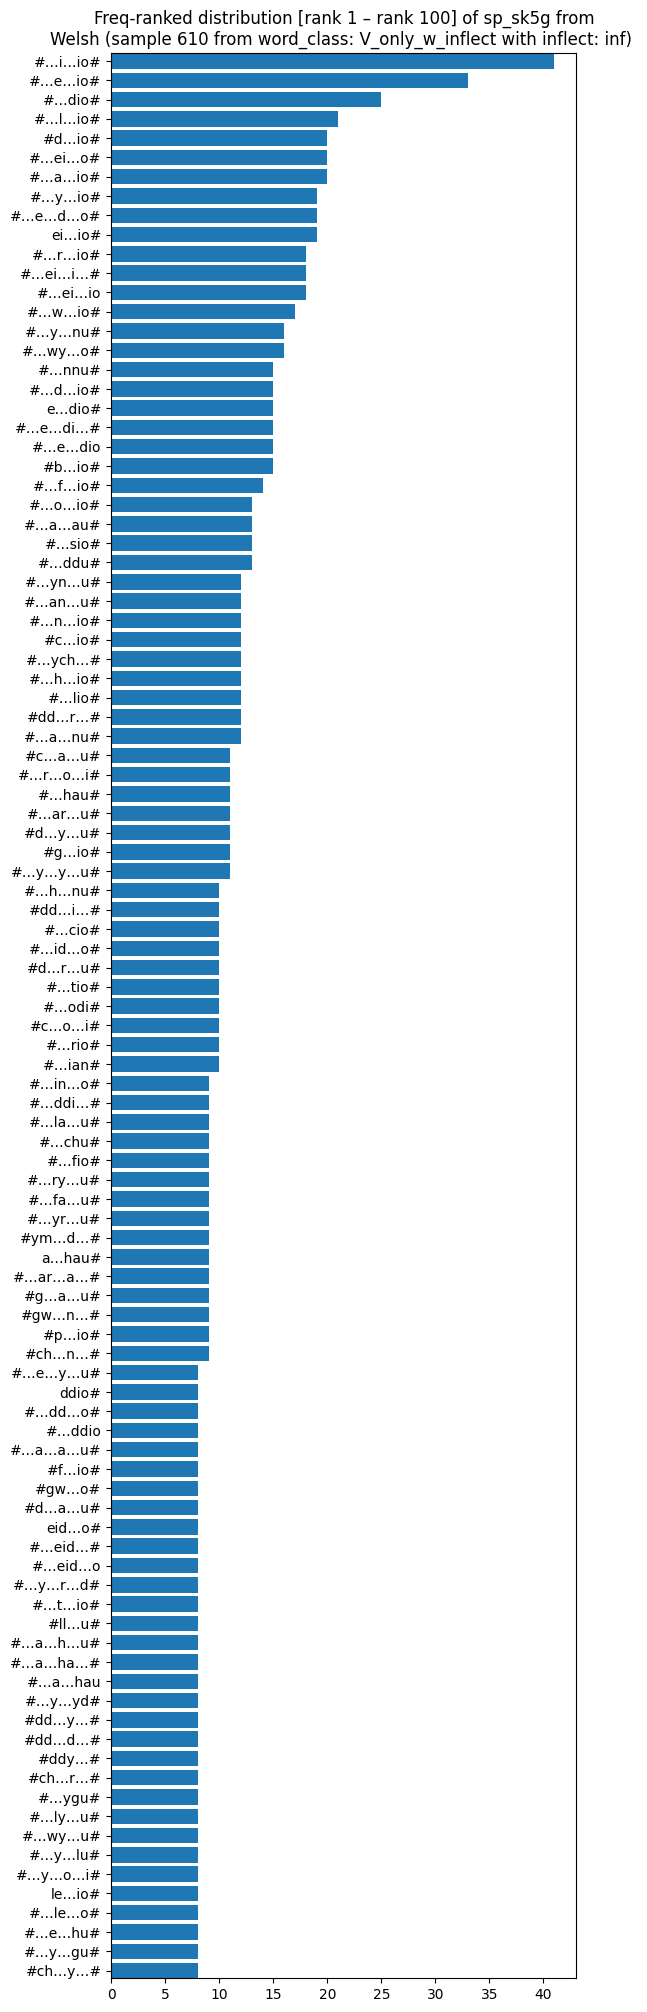 Freq-ranked distribution [rank 1 – rank 100] of sp_sk5g from
Welsh (sample 610 from word_class: V_only_w_inflect with inflect: inf)
#…i…io#
#…e…io#
#…dio#
#…l…io#
#d…io#
#…ei…o#
#…a…io#
#…y…io#
#…e…d…o#
ei…io#
#…r…io#
#…ei…i…#
#…ei…io
#…w…io#
#…y…nu#
#…wy…o#
#…nnu#
#…d…io#
e…dio#
#…e…di…#
#…e…dio
#b…io#
#…f…io#
#…o…io#
#…a…au#
#…sio#
#…ddu#
#…yn…u#
#…an…u#
#…n…io#
#c…io#
#…ych…#
#…h…io#
#…lio#
#dd…r…#
#…a…nu#
#c…a…u#
#…r…o…i#
#…hau#
#…ar…u#
#d…y…u#
#g…io#
#…y…y…u#
#…h…nu#
#dd…i…#
#…cio#
#…id…o#
#d…r…u#
#…tio#
#…odi#
#c…o…i#
#…rio#
#…ian#
#…in…o#
#…ddi…#
#…la…u#
#…chu#
#…fio#
#…ry…u#
#…fa…u#
#…yr…u#
#ym…d…#
a…hau#
#…ar…a…#
#g…a…u#
#gw…n…#
#p…io#
#ch…n…#
#…e…y…u#
ddio#
#…dd…o#
#…ddio
#…a…a…u#
#f…io#
#gw…o#
#d…a…u#
eid…o#
#…eid…#
#…eid…o
#…y…r…d#
#…t…io#
#ll…u#
#…a…h…u#
#…a…ha…#
#…a…hau
#…y…yd#
#dd…y…#
#dd…d…#
#ddy…#
#ch…r…#
#…ygu#
#…ly…u#
#…wy…u#
#…y…lu#
#…y…o…i#
le…io#
#…le…o#
#…e…hu#
#…y…gu#
#ch…y…#
0 5 10 15 20 25 30 35 40